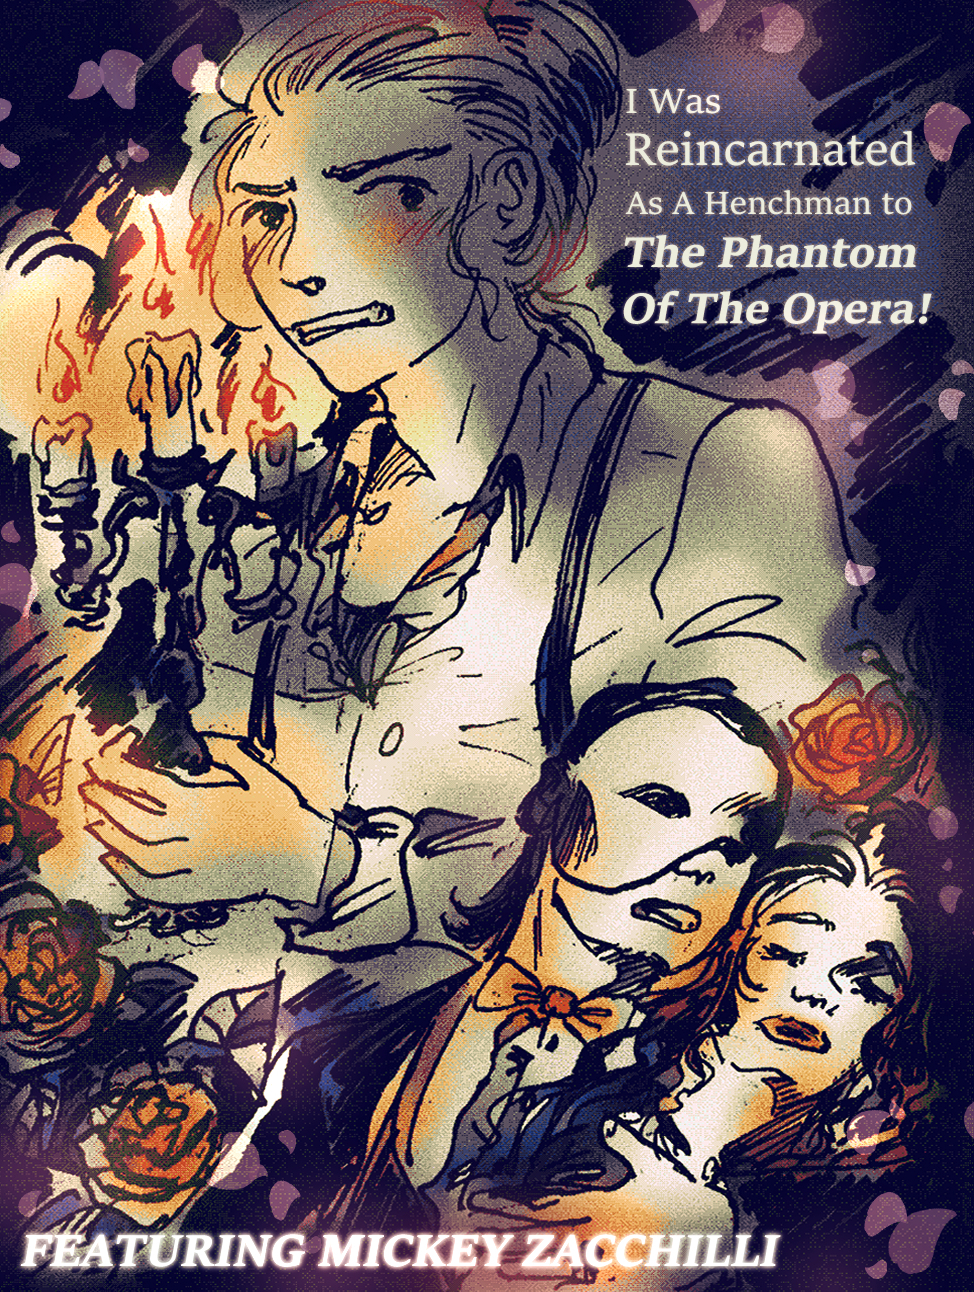 I Was
Reincarnated
As A Henchman to
The Phantom
Of The Opera!
FEATURING MICKEY ZACCHILLI